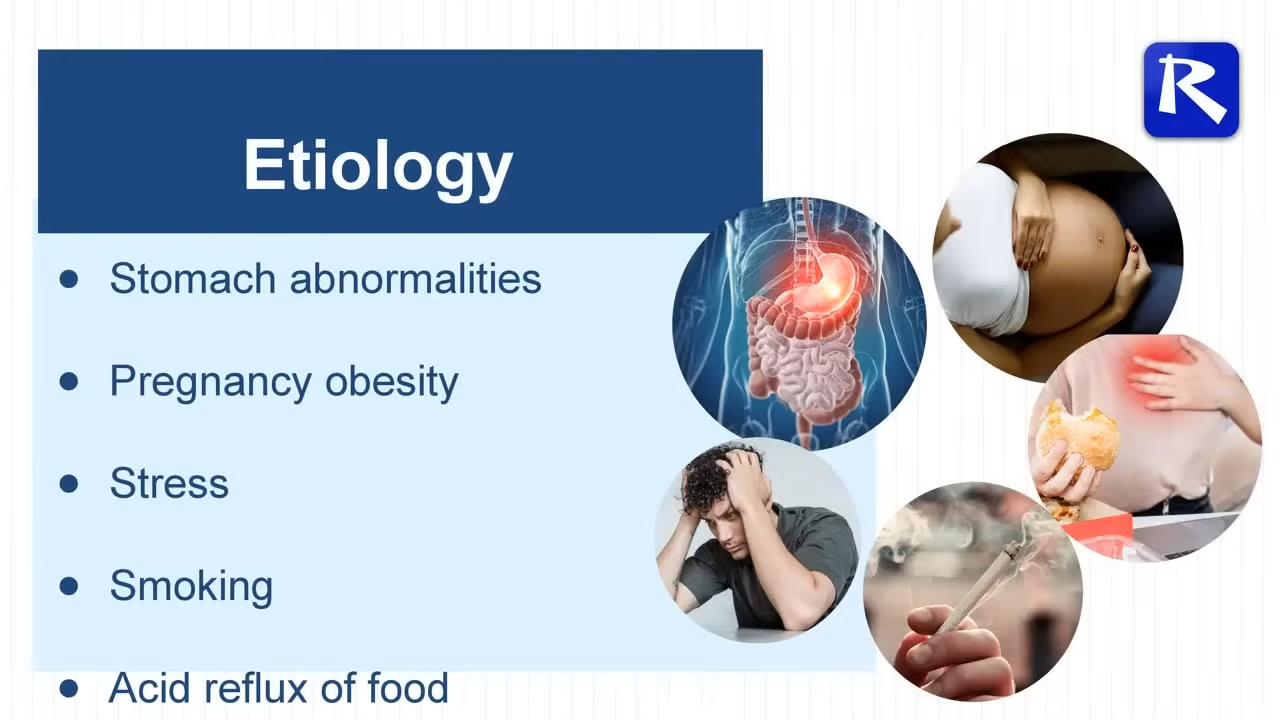 Etiology
R
● Stomach abnormalities
● Pregnancy obesity
● Stress
● Smoking
● Acid reflux of food